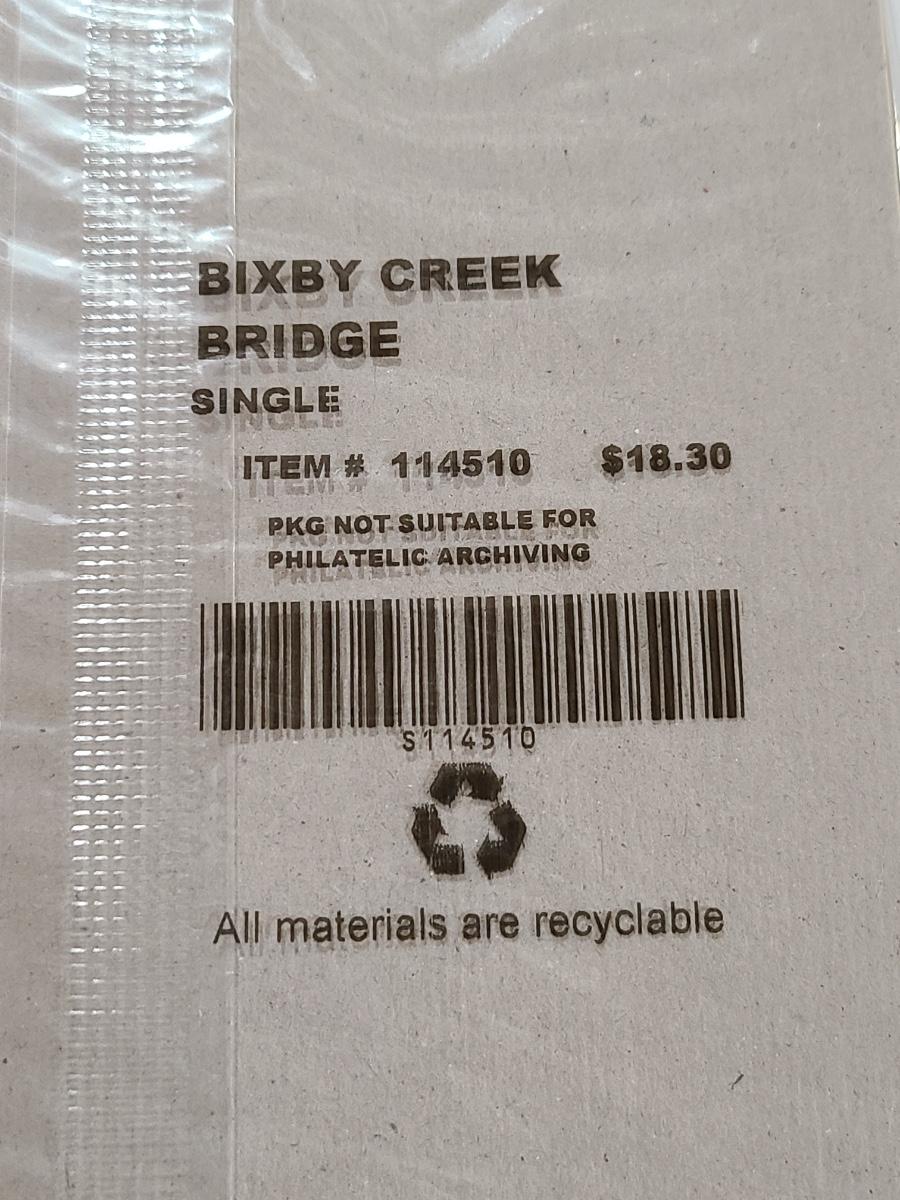 BIXBY CREEK
BRIDGE
SINGLE
ITEM # 114510 $18.30
PKG NOT SUITABLE FOR
PHILATELIC ARCHIVING
S114510
All materials are recyclable